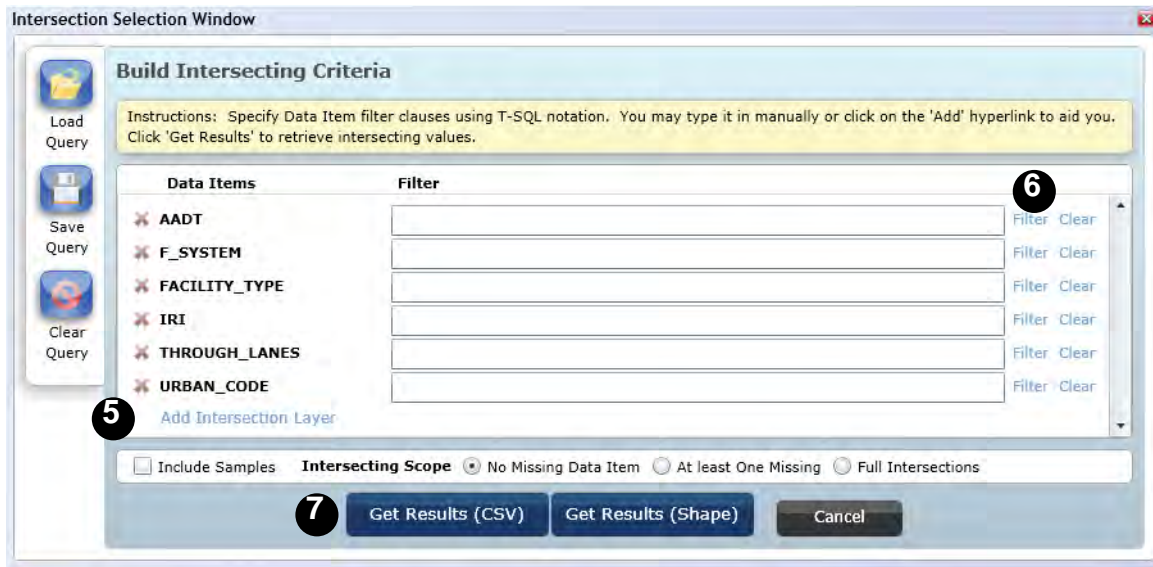 Intersection Selection Window
Build Intersecting Criteria
Instructions: Specify Data Item filter clauses using T-SQL notation. You may type it in manually or click on the 'Add' hyperlink to aid you.
Click 'Get Results' to retrieve intersecting values.
Load
Query
Save
Query
Clear
Query
Data Items Filter
6
AADT Filter Clear
F_SYSTEM Filter Clear
FACILITY_TYPE Filter Clear
IRI Filter Clear
THROUGH_LANES Filter Clear
URBAN_CODE Filter Clear
5 Add Intersection Layer
Include Samples Intersecting Scope No Missing Data Item At least One Missing Full Intersections
7 Get Results (CSV) Get Results (Shape) Cancel